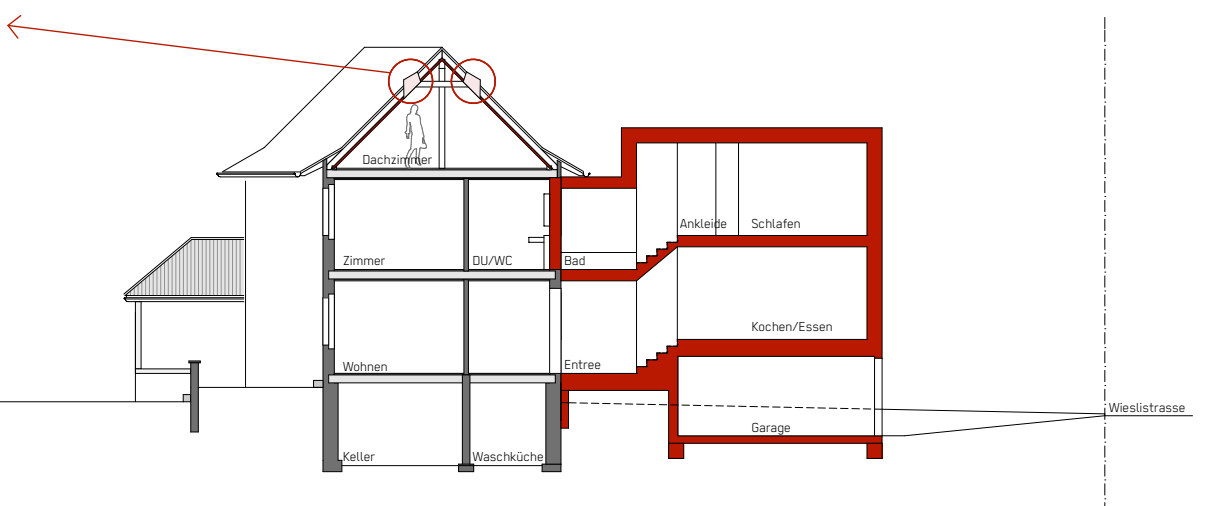 Dachzimmer
Ankleide Schlafen
Zimmer DU/WC Bad
Kochen/Essen
Wohnen Entree
Wieslistrasse
Garage
Keller Waschküche